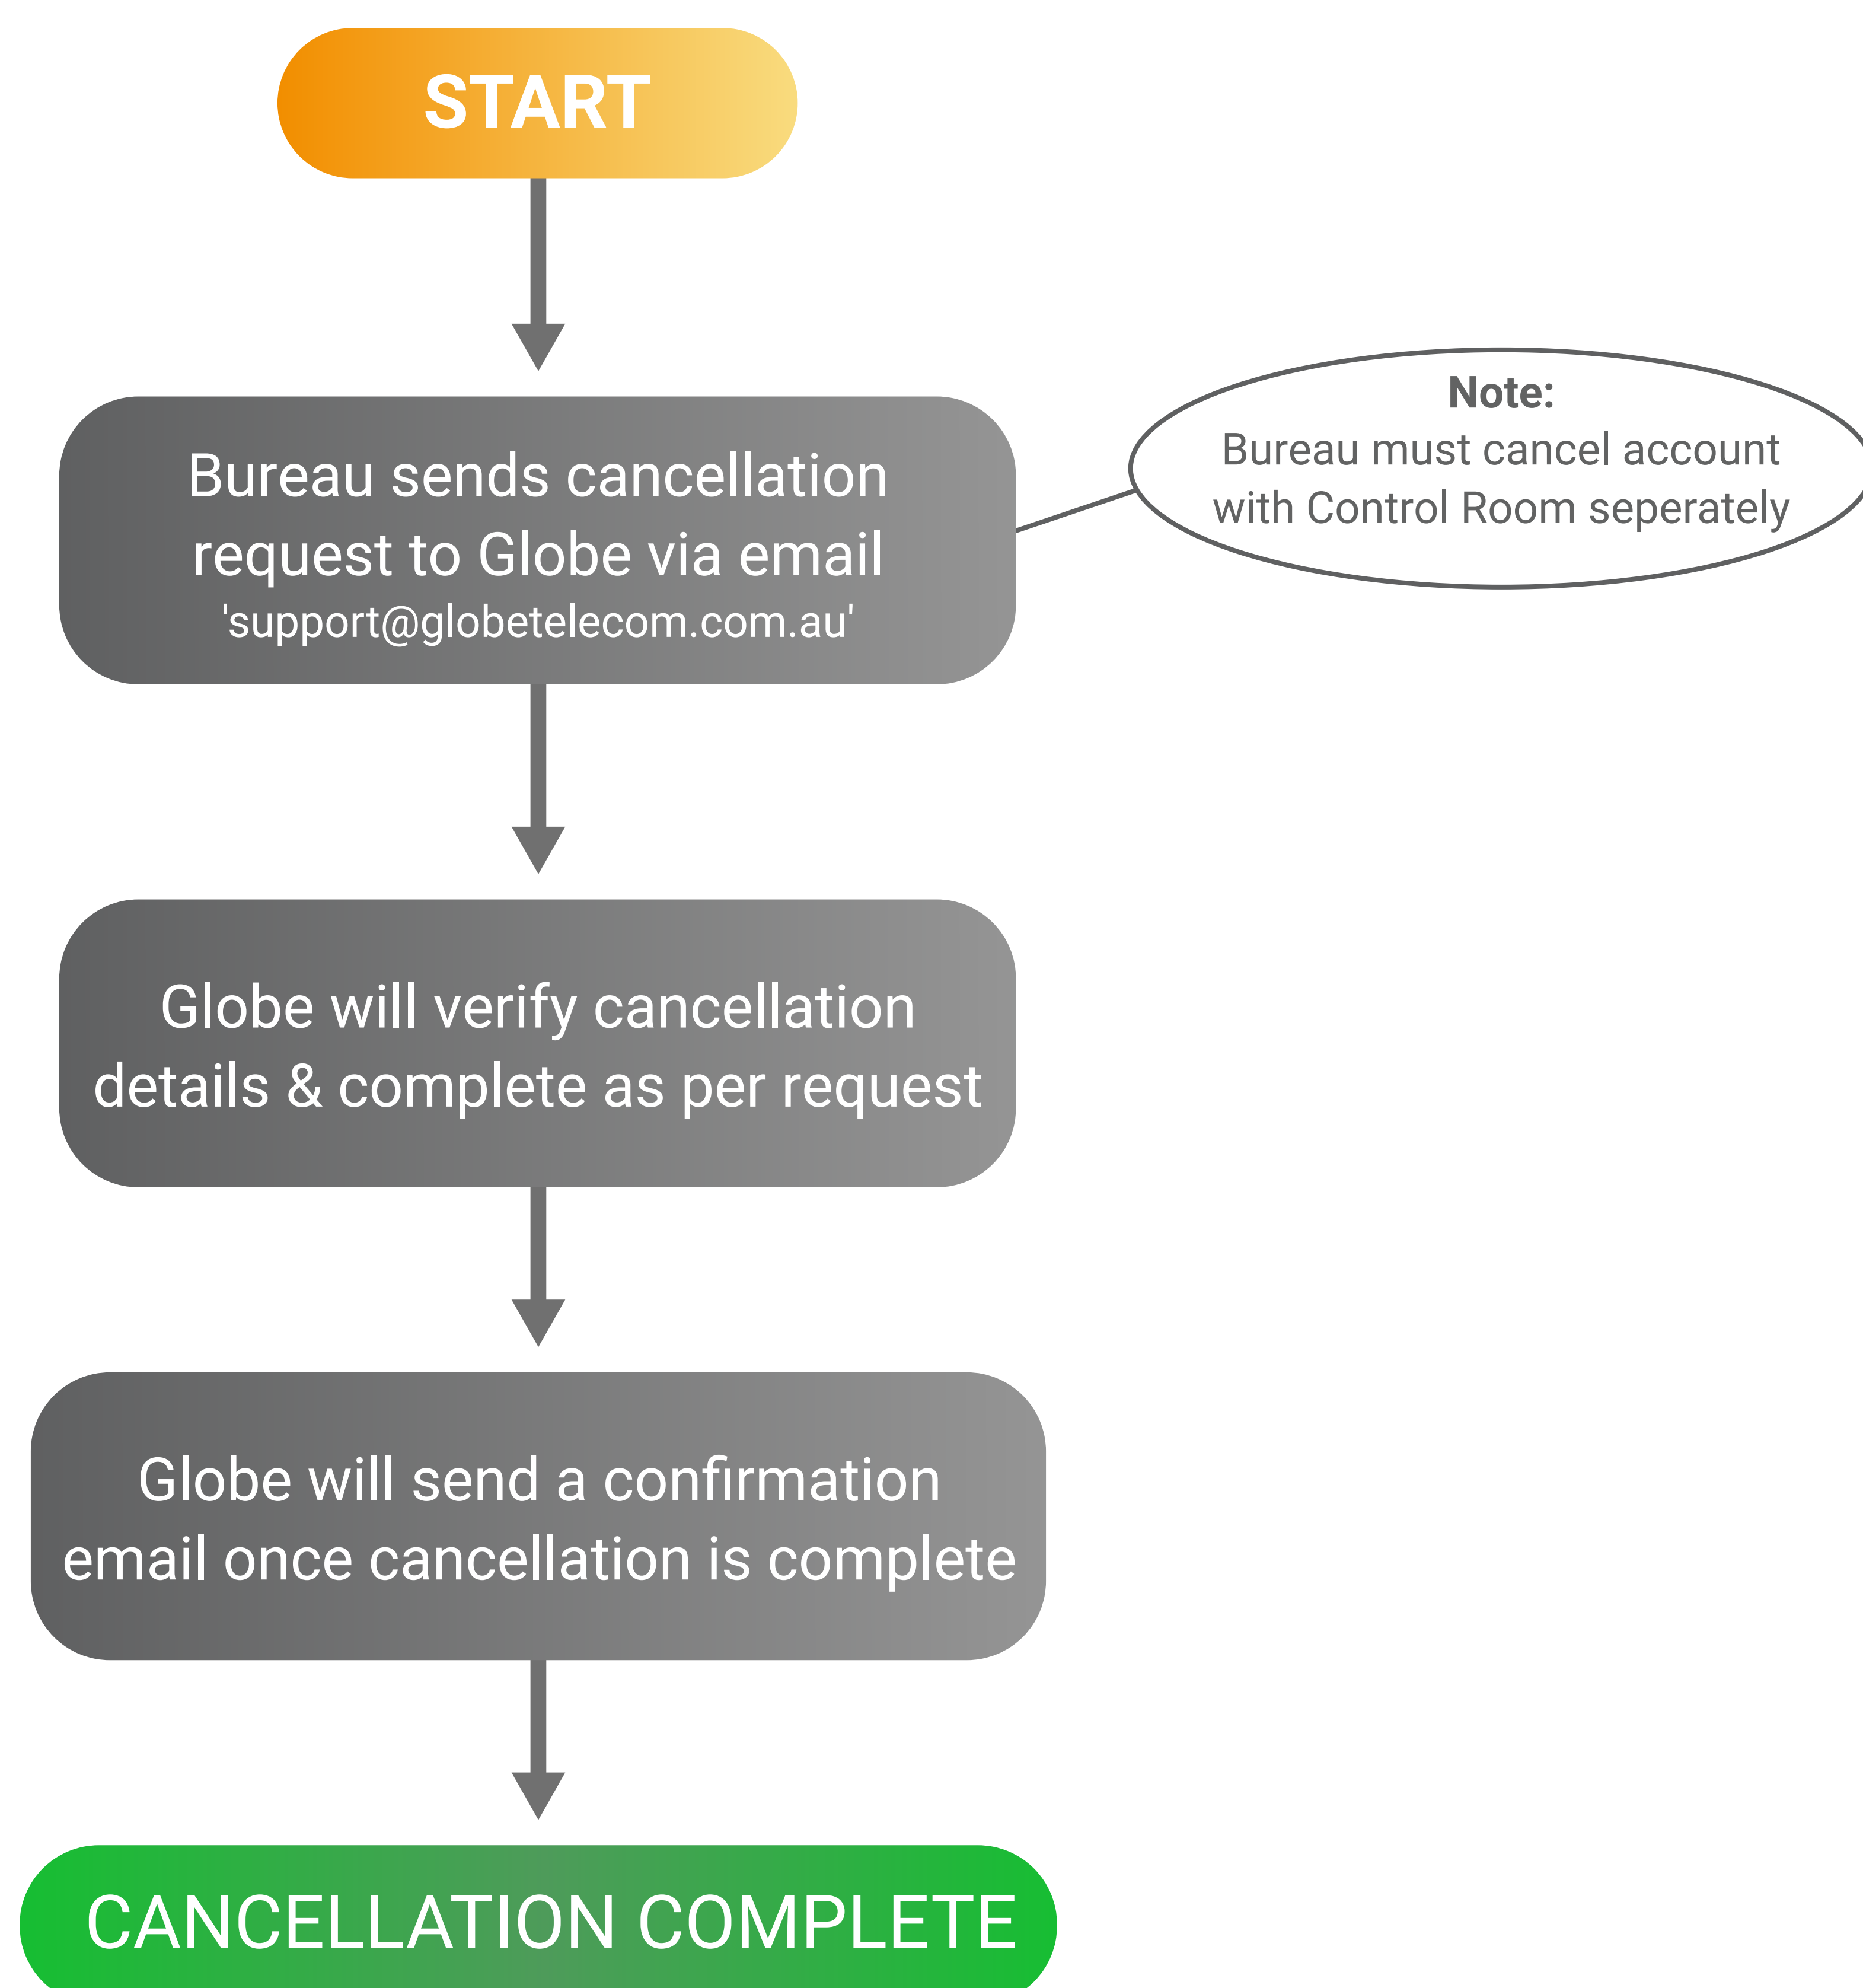 START
Bureau sends cancellation
request to Globe via email
'support@globetelecom.com.au'
Note:
Bureau must cancel account
with Control Room seperately
Globe will verify cancellation
details & complete as per request
Globe will send a confirmation
email once cancellation is complete
CANCELLATION COMPLETE